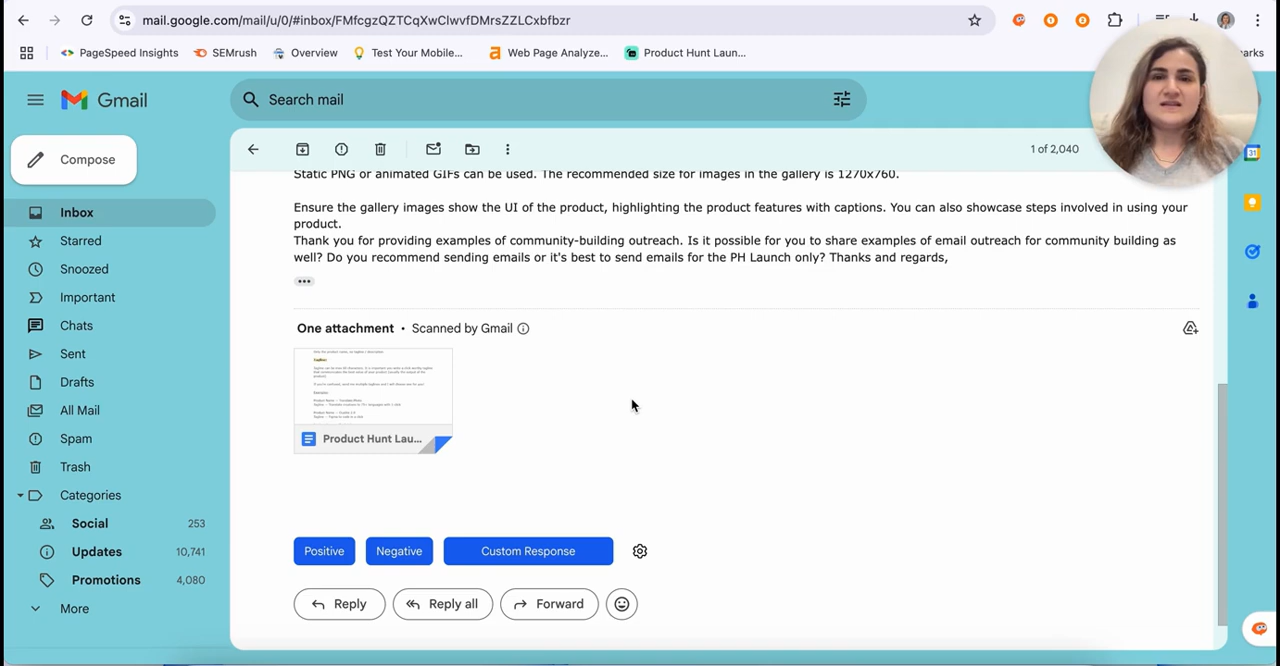 mail.google.com/mail/u/0/#inbox/FMfcgzQZTCqXwClwvfDMrsZZLCxbfbzr
PageSpeed Insights
SEMrush
Overview
Test Your Mobile...
Web Page Analyze...
Product Hunt Laun...
arks
Gmail
Search mail
Compose
1 of 2,040
Inbox
Starred
Snoozed
Important
Chats
Sent
Drafts
All Mail
Spam
Trash
Categories
Social 253
Updates 10,741
Promotions 4,080
More
Static PNG or animated GIFs can be used. The recommended size for images in the gallery is 1270x760.
Ensure the gallery images show the UI of the product, highlighting the product features with captions. You can also showcase steps involved in using your
product.
Thank you for providing examples of community-building outreach. Is it possible for you to share examples of email outreach for community building as
well? Do you recommend sending emails or it's best to send emails for the PH Launch only? Thanks and regards,
One attachment • Scanned by Gmail
Product Hunt Lau...
Positive
Negative
Custom Response
Reply
Reply all
Forward
31